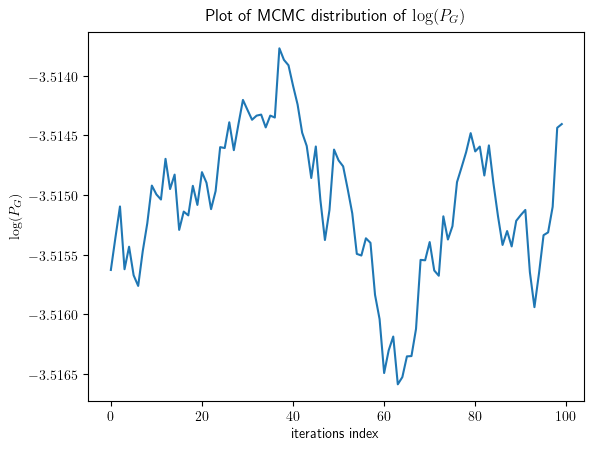 Plot of MCMC distribution of log(P_G)
log(P_G)
−3.5140
−3.5145
−3.5150
−3.5155
−3.5160
−3.5165
0 20 40 60 80 100
iterations index